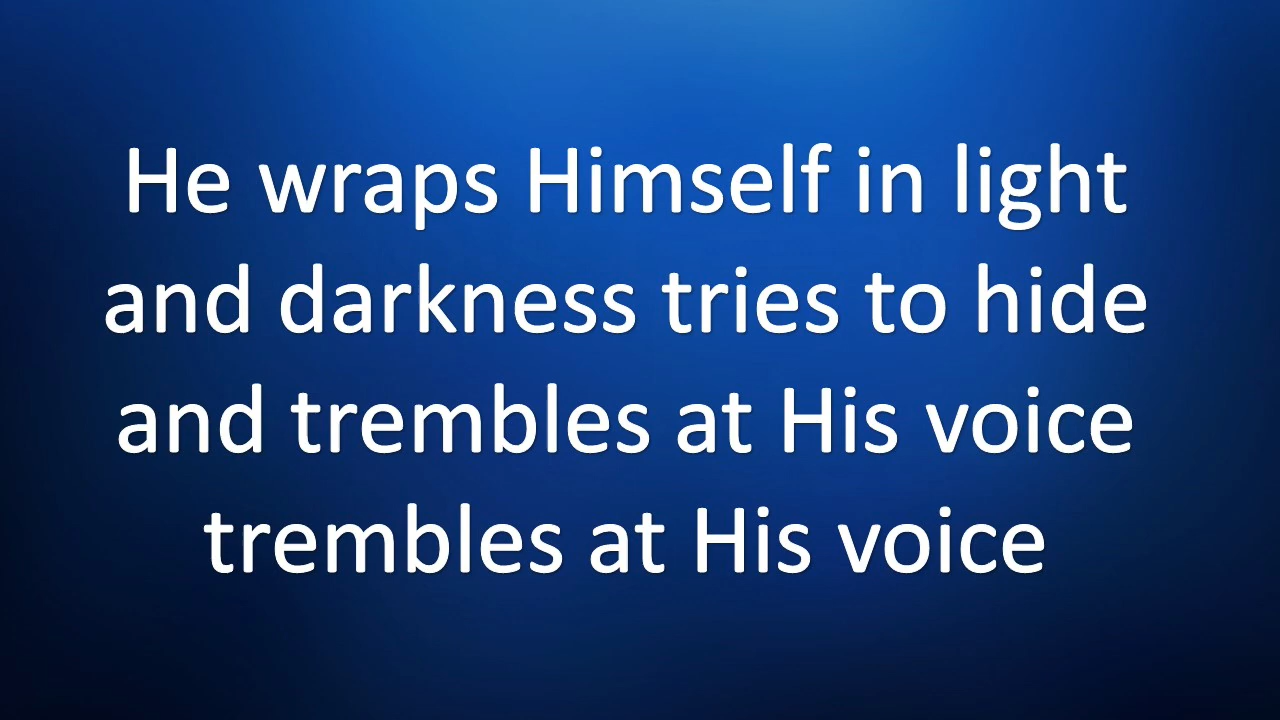 He wraps Himself in light
and darkness tries to hide
and trembles at His voice
trembles at His voice